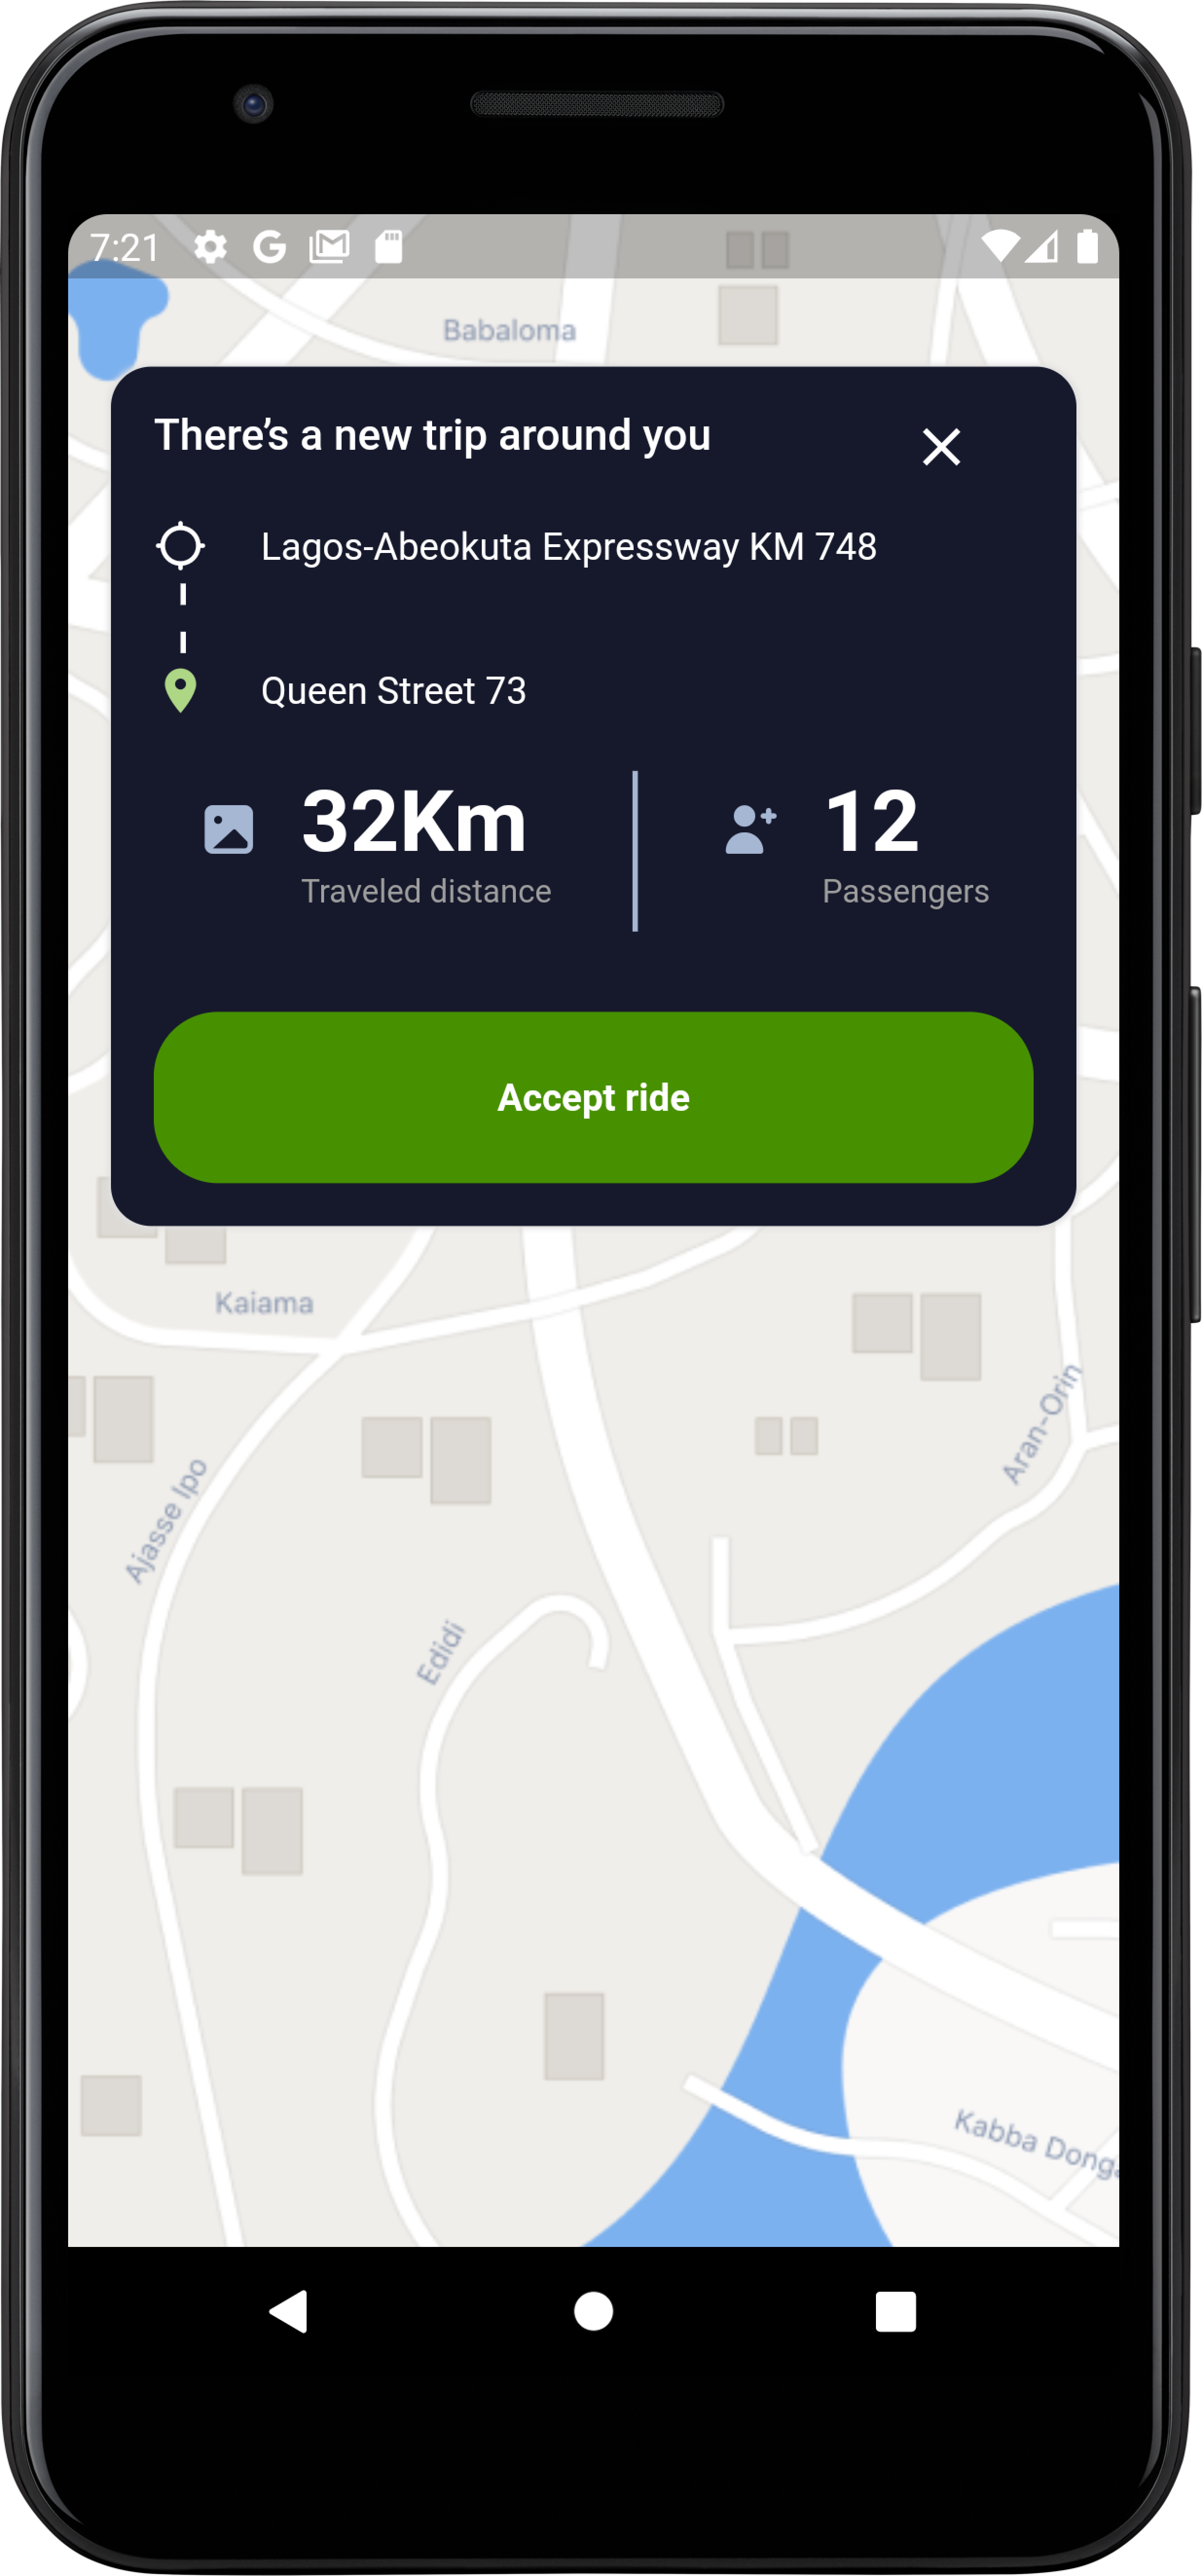 7:21
Babaloma
There’s a new trip around you
Lagos-Abeokuta Expressway KM 748
Queen Street 73
32Km
12
Traveled distance
Passengers
Accept ride
Kaiama
Aran-Orin
Ajasse Ipo
Edidi
Kabba Donga